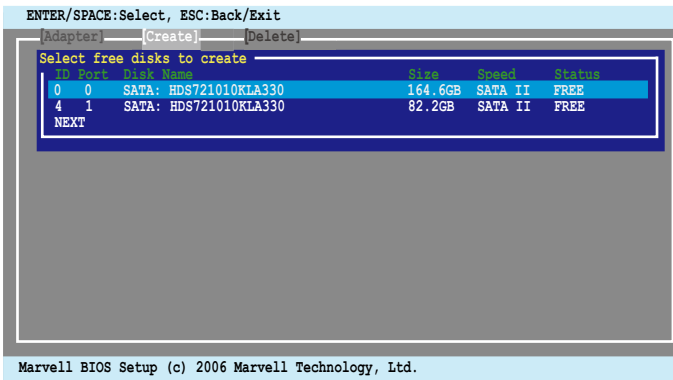 ENTER/SPACE:Select, ESC:Back/Exit
[Adapter] [Create] [Delete]
Select free disks to create
ID Port Disk Name Size Speed Status
0 0 SATA: HDS721010KLA330 164.6GB SATA II FREE
4 1 SATA: HDS721010KLA330 82.2GB SATA II FREE
NEXT
Marvell BIOS Setup (c) 2006 Marvell Technology, Ltd.